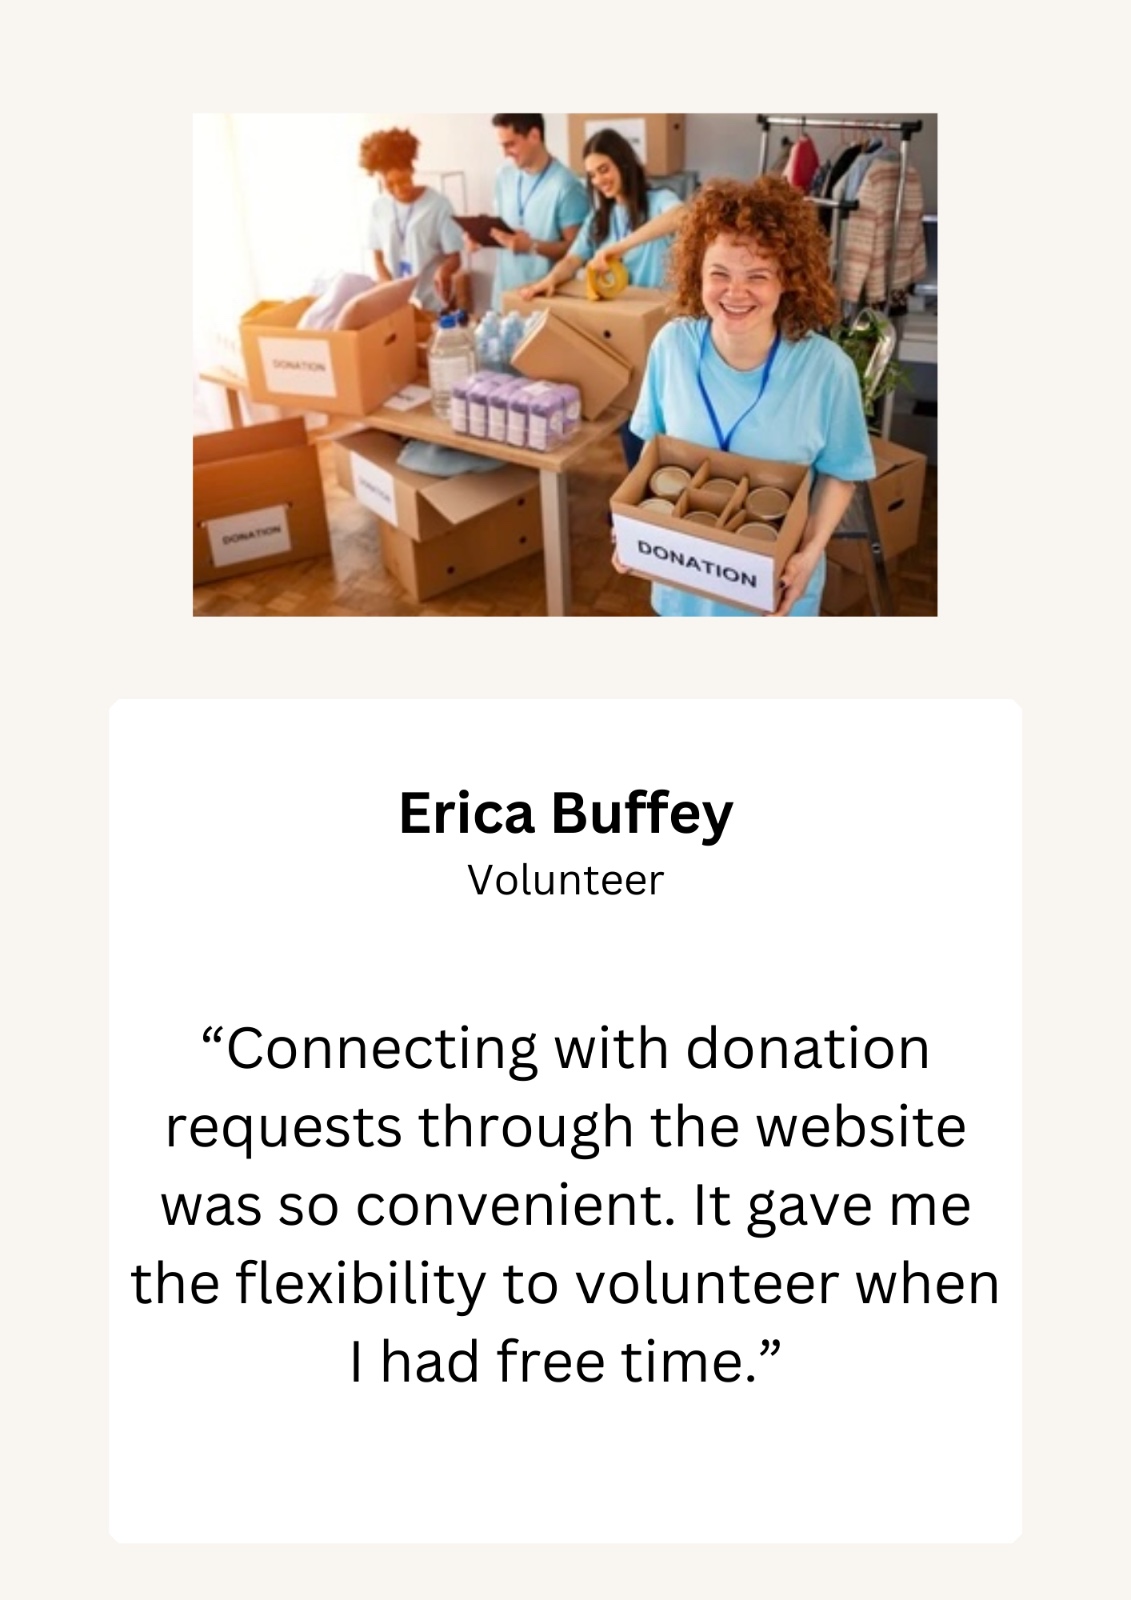 DONATION
DONATION
DONATION
Erica Buffey
Volunteer
“Connecting with donation
requests through the website
was so convenient. It gave me
the flexibility to volunteer when
I had free time.”